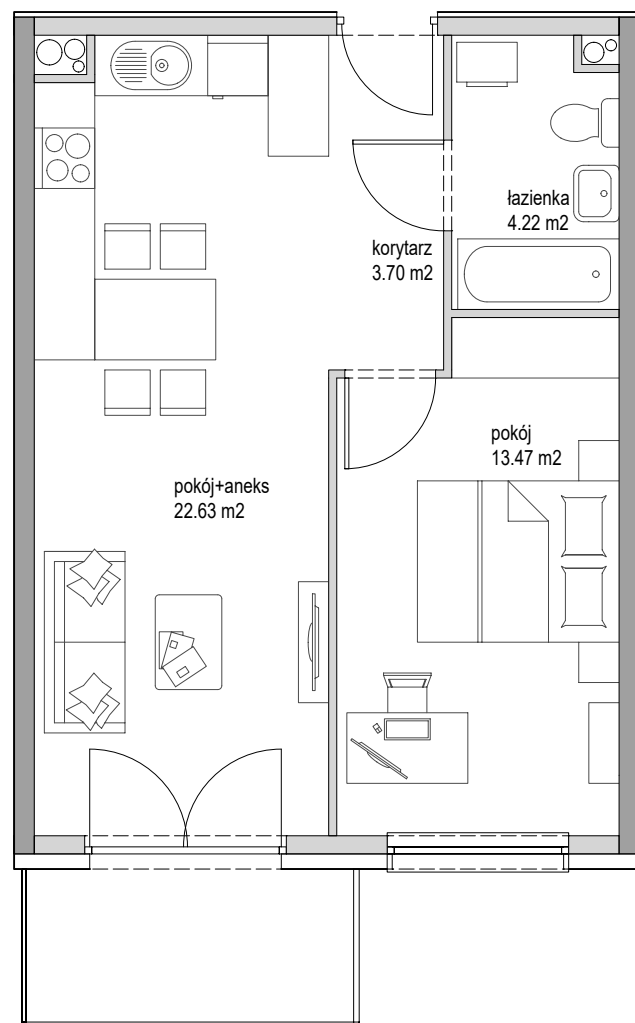 łazienka
4.22 m2
korytarz
3.70 m2
pokój
13.47 m2
pokój+aneks
22.63 m2